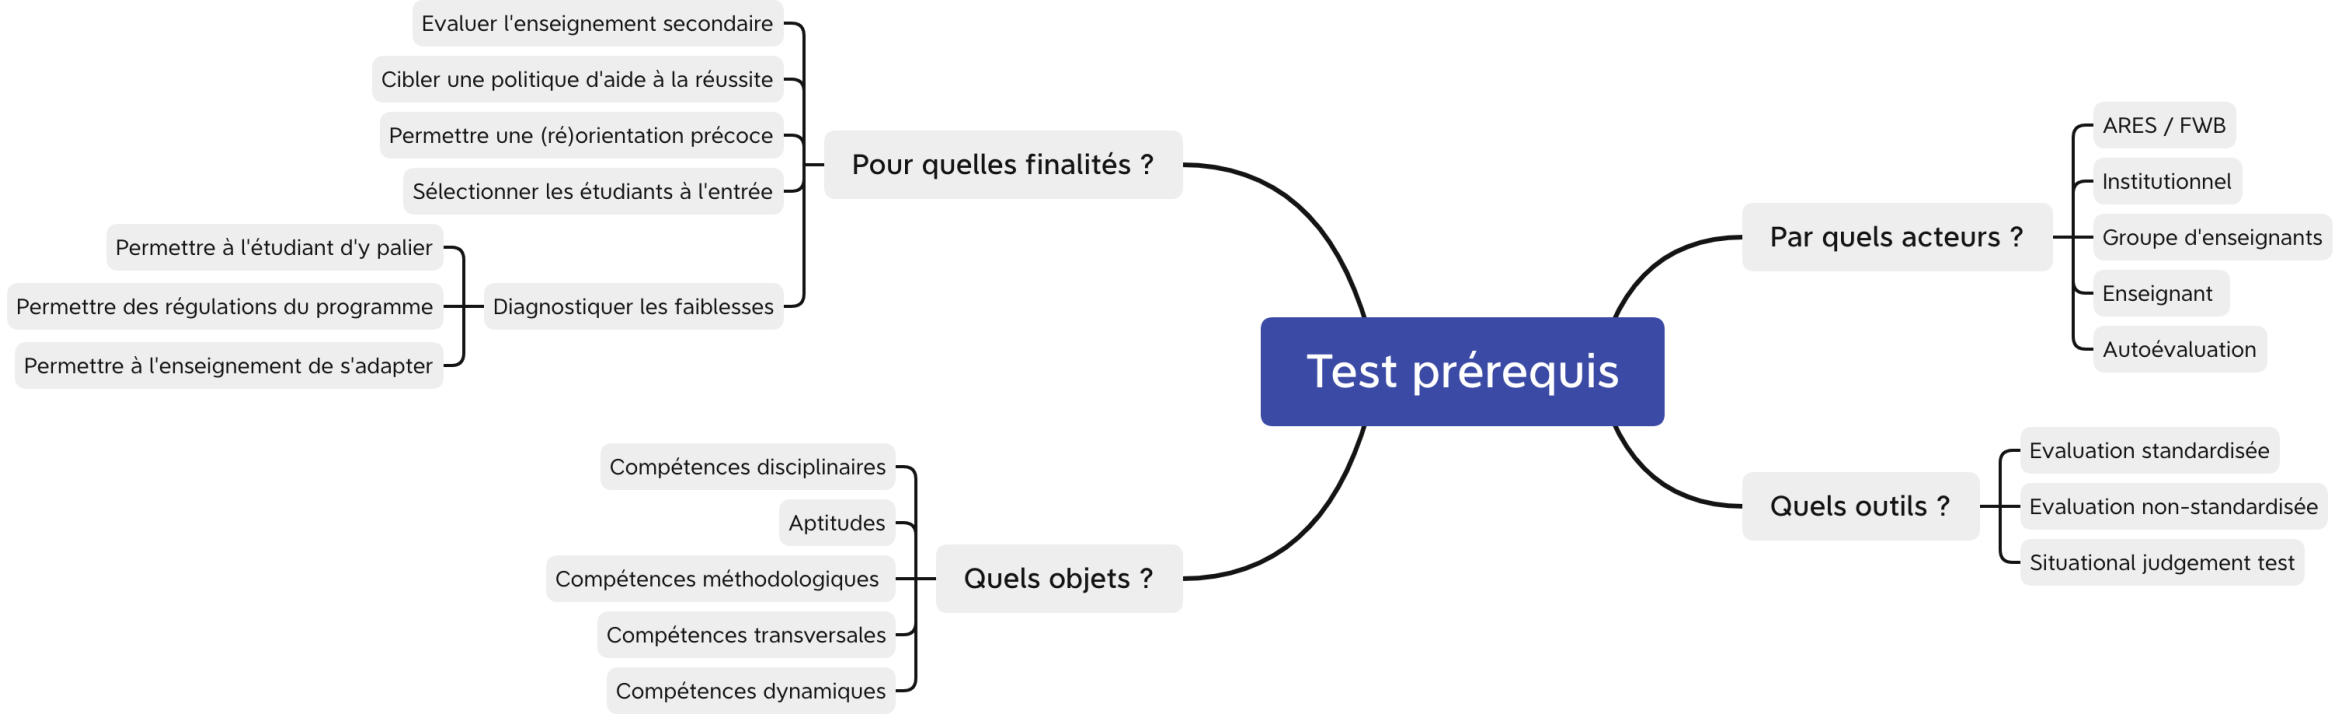 Evaluer l'enseignement secondaire
Cibler une politique d'aide à la réussite
Permettre une (ré)orientation précoce
Pour quelles finalités ?
Sélectionner les étudiants à l'entrée
Permettre à l'étudiant d'y palier
Permettre des régulations du programme
Diagnostiquer les faiblesses
Permettre à l'enseignement de s'adapter
Compétences disciplinaires
Aptitudes
Compétences méthodologiques
Quels objets ?
Compétences transversales
Compétences dynamiques
Test prérequis
ARES / FWB
Institutionnel
Par quels acteurs ?
Groupe d'enseignants
Enseignant
Autoévaluation
Evaluation standardisée
Quels outils ?
Evaluation non-standardisée
Situational judgement test